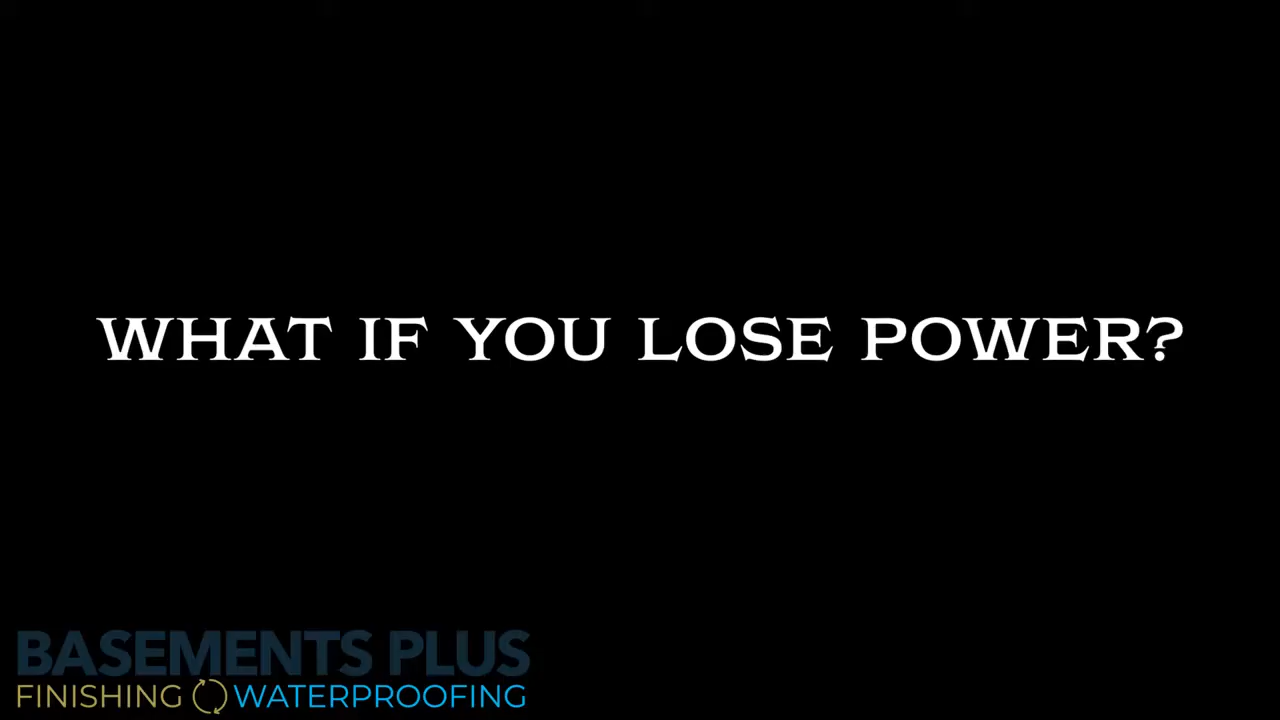 WHAT IF YOU LOSE POWER?
BASEMENTS PLUS
FINISHING WATERPROOFING